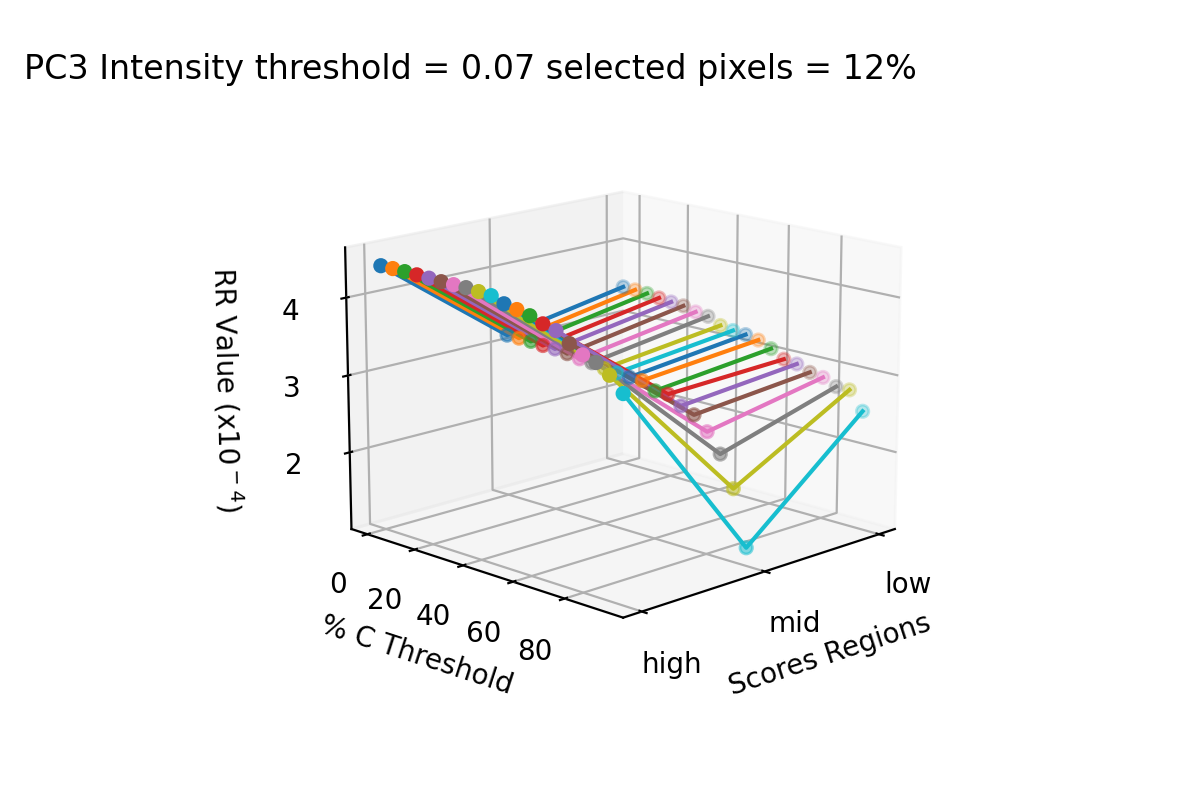 PC3 Intensity threshold = 0.07 selected pixels = 12%
RR Value (x10⁻⁴)
4
3
2
0
20
40
60
80
% C Threshold
high
mid
low
Scores Regions